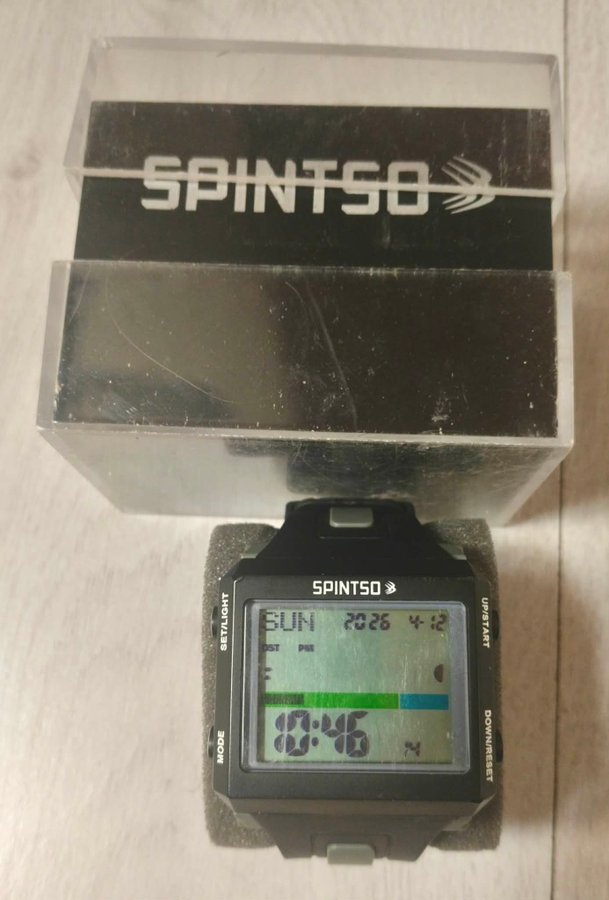 SPINTSO
SPINTSO
SET/LIGHT
UP/START
SUN 2026 4-12
DST PM
10:46
MODE
DOWN/RESET